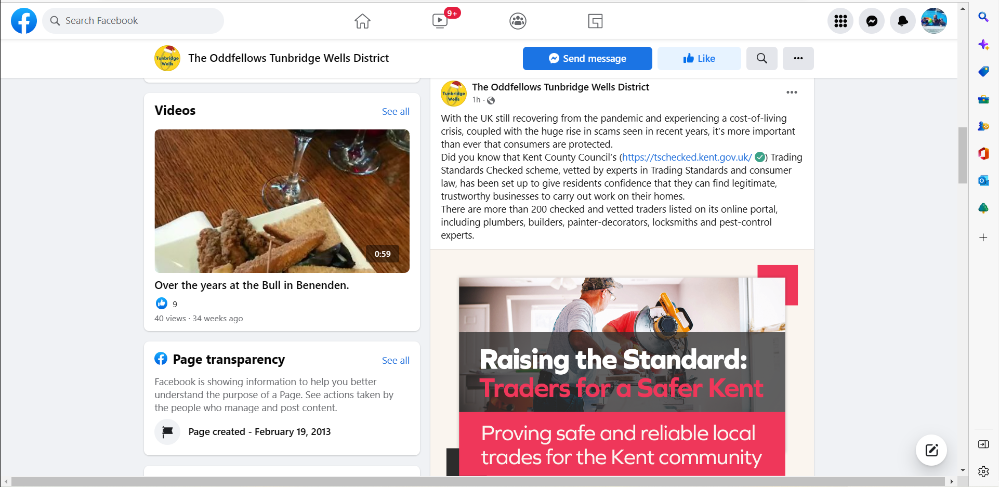 Search Facebook
9+
Tunbridge
Wells
The Oddfellows Tunbridge Wells District
Send message
Like
Videos
See all
0:59
Over the years at the Bull in Benenden.
9
40 views · 34 weeks ago
Page transparency
See all
Facebook is showing information to help you better
understand the purpose of a Page. See actions taken by
the people who manage and post content.
Page created - February 19, 2013
Tunbridge
Wells
The Oddfellows Tunbridge Wells District
1h ·
With the UK still recovering from the pandemic and experiencing a cost-of-living
crisis, coupled with the huge rise in scams seen in recent years, it’s more important
than ever that consumers are protected.
Did you know that Kent County Council’s (https://tschecked.kent.gov.uk/ ✅) Trading
Standards Checked scheme, vetted by experts in Trading Standards and consumer
law, has been set up to give residents confidence that they can find legitimate,
trustworthy businesses to carry out work on their homes.
There are more than 200 checked and vetted traders listed on its online portal,
including plumbers, builders, painter-decorators, locksmiths and pest-control
experts.
Raising the Standard:
Traders for a Safer Kent
Proving safe and reliable local
trades for the Kent community